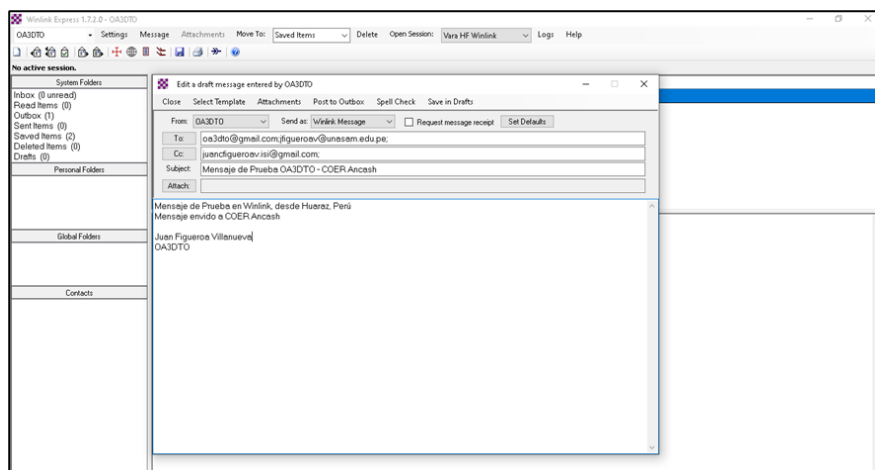 Winlink Express 1.7.2.0 - OA3DTO
OA3DTO Settings Message Attachments Move To: Saved Items Delete Open Session: Vara HF Winlink Logs Help
No active session.
System Folders
Inbox (0 unread)
Read Items (0)
Outbox (1)
Sent Items (0)
Saved Items (2)
Deleted Items (0)
Drafts (0)
Personal Folders
Global Folders
Contacts
Edit a draft message entered by OA3DTO
Close Select Template Attachments Post to Outbox Spell Check Save in Drafts
From: OA3DTO Send as: Winlink Message Request message receipt Set Defaults
To: oa3dto@gmail.com;jfigueroav@unasam.edu.pe;
Cc: juancfigueroav.isi@gmail.com;
Subject: Mensaje de Prueba OA3DTO - COER Ancash
Attach:
Mensaje de Prueba en Winlink, desde Huaraz, Perú
Mensaje envido a COER Ancash
Juan Figueroa Villanueva
OA3DTO